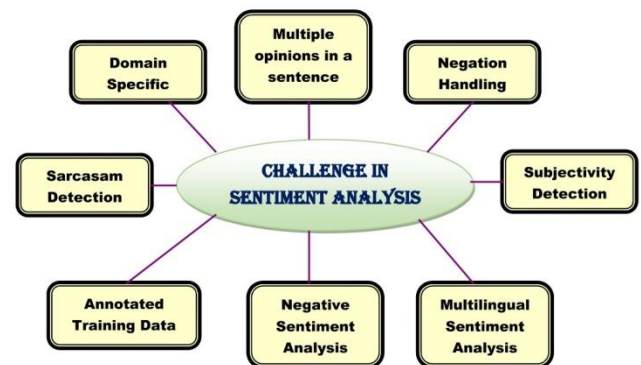 Multiple
opinions in a
sentence
Domain
Specific
Negation
Handling
Sarcasam
Detection
CHALLENGE IN
SENTIMENT ANALYSIS
Subjectivity
Detection
Annotated
Training Data
Negative
Sentiment
Analysis
Multilingual
Sentiment
Analysis